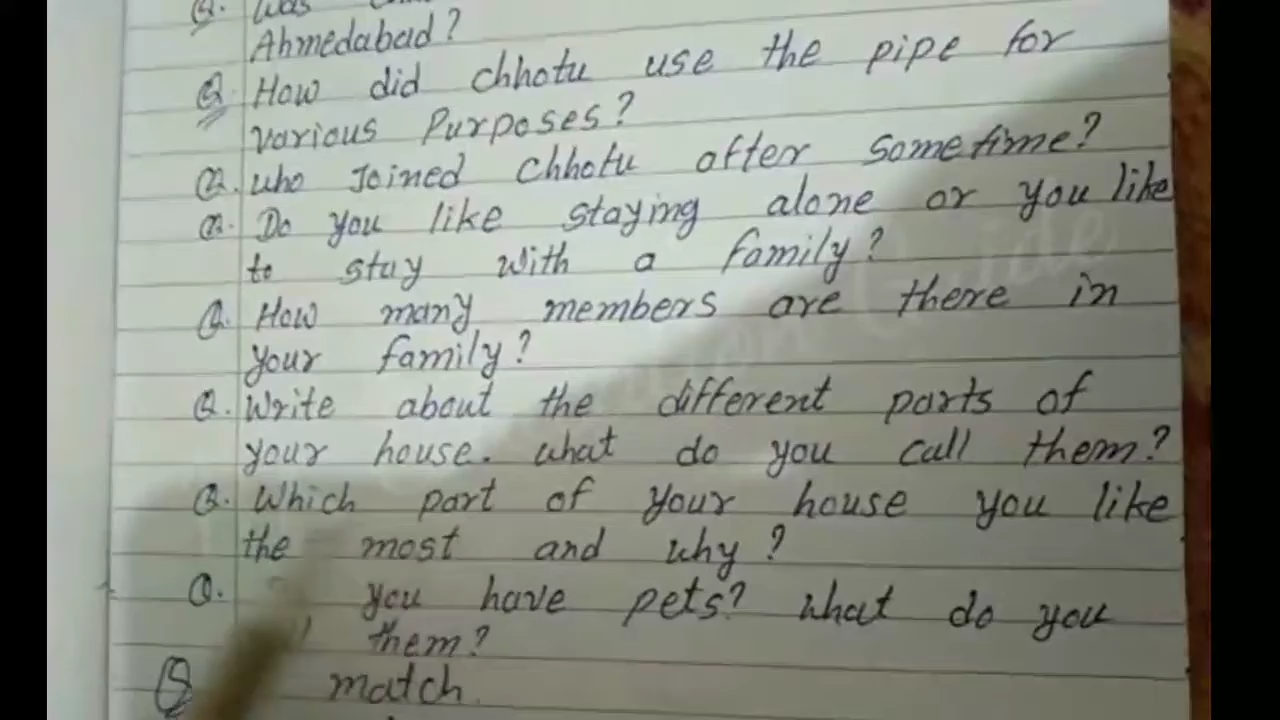 Q. Was
Ahmedabad?
Q. How did chhotu use the pipe for
various Purposes?
Q. who Joined Chhotu after sometime?
Q. Do you like staying alone or you like
to stay with a family?
Q. How many members are there in
your family?
Q. Write about the different parts of
your house. what do you call them?
Q. Which part of your house you like
the most and why?
Q. you have pets? What do you
them?
Q match.